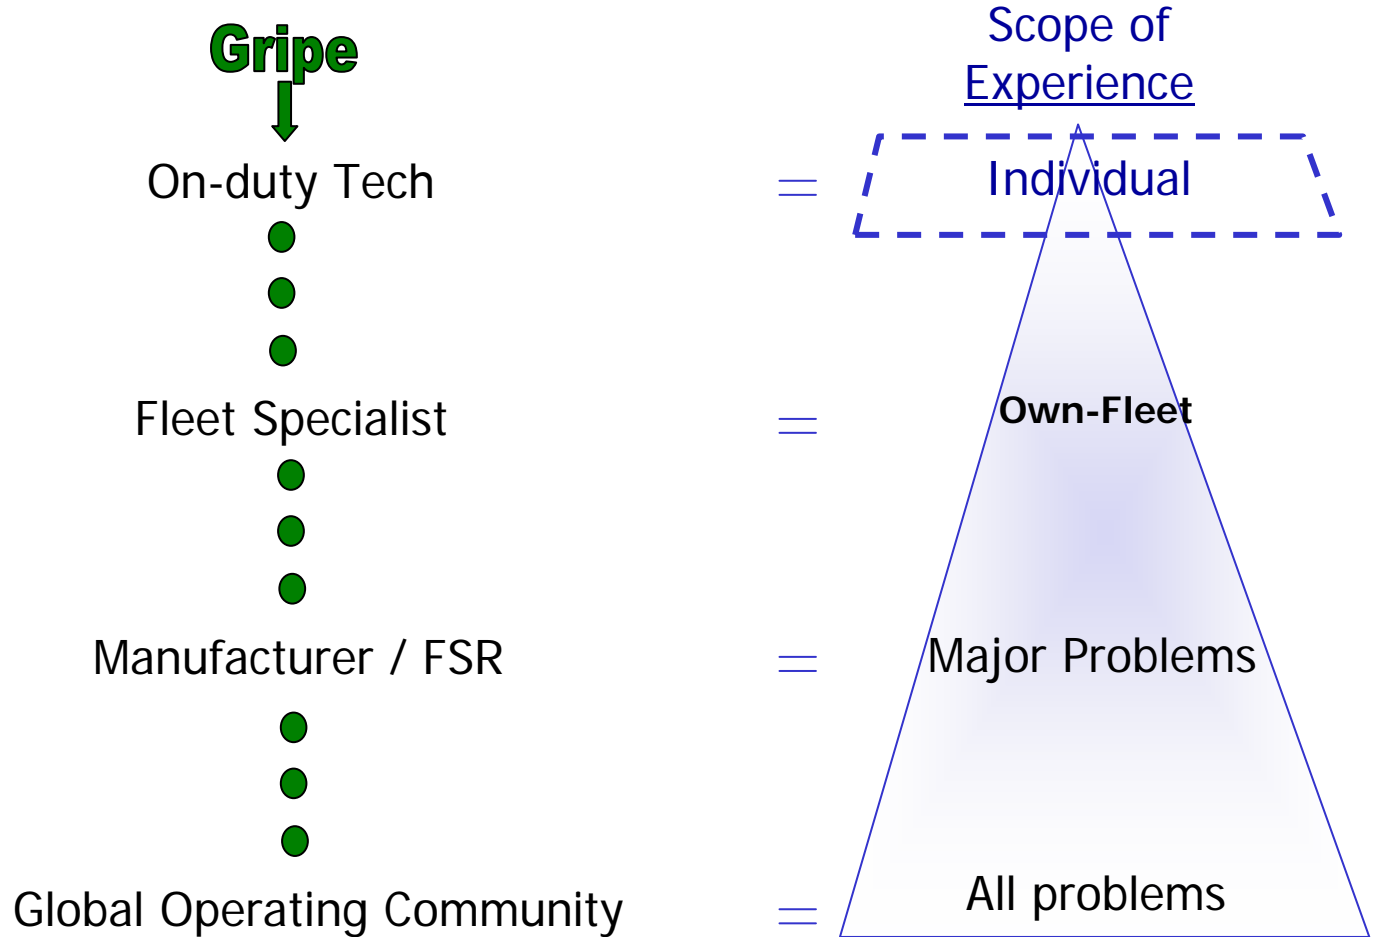 Gripe
Scope of
Experience
On-duty Tech = Individual
Fleet Specialist = Own-Fleet
Manufacturer / FSR = Major Problems
Global Operating Community = All problems